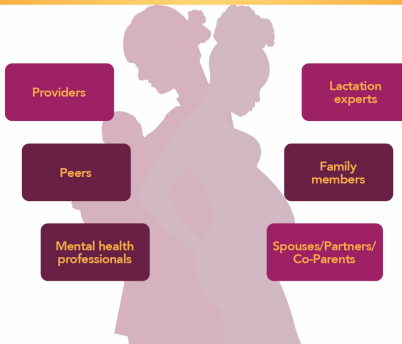 Providers
Lactation
experts
Peers
Family
members
Mental health
professionals
Spouses/Partners/
Co-Parents